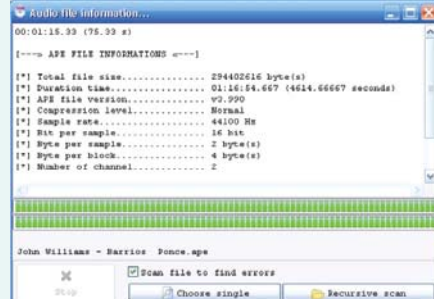 Audio file information...
00:01:15.33 (75.33 s)
[---> APE FILE INFORMATIONS <---]
[*] Total file size............... 294402616 byte(s)
[*] Duration time................ 01:16:54.667 (4614.66667 seconds)
[*] APE file version............. v3.990
[*] Compression level............ Normal
[*] Sample rate.................. 44100 Hz
[*] Bit per sample............... 16 bit
[*] Byte per sample.............. 2 byte(s)
[*] Byte per block............... 4 byte(s)
[*] Number of channel............ 2
John Williams - Barrios Ponce.ape
Scan file to find errors
Stop
Choose single
Recursive scan